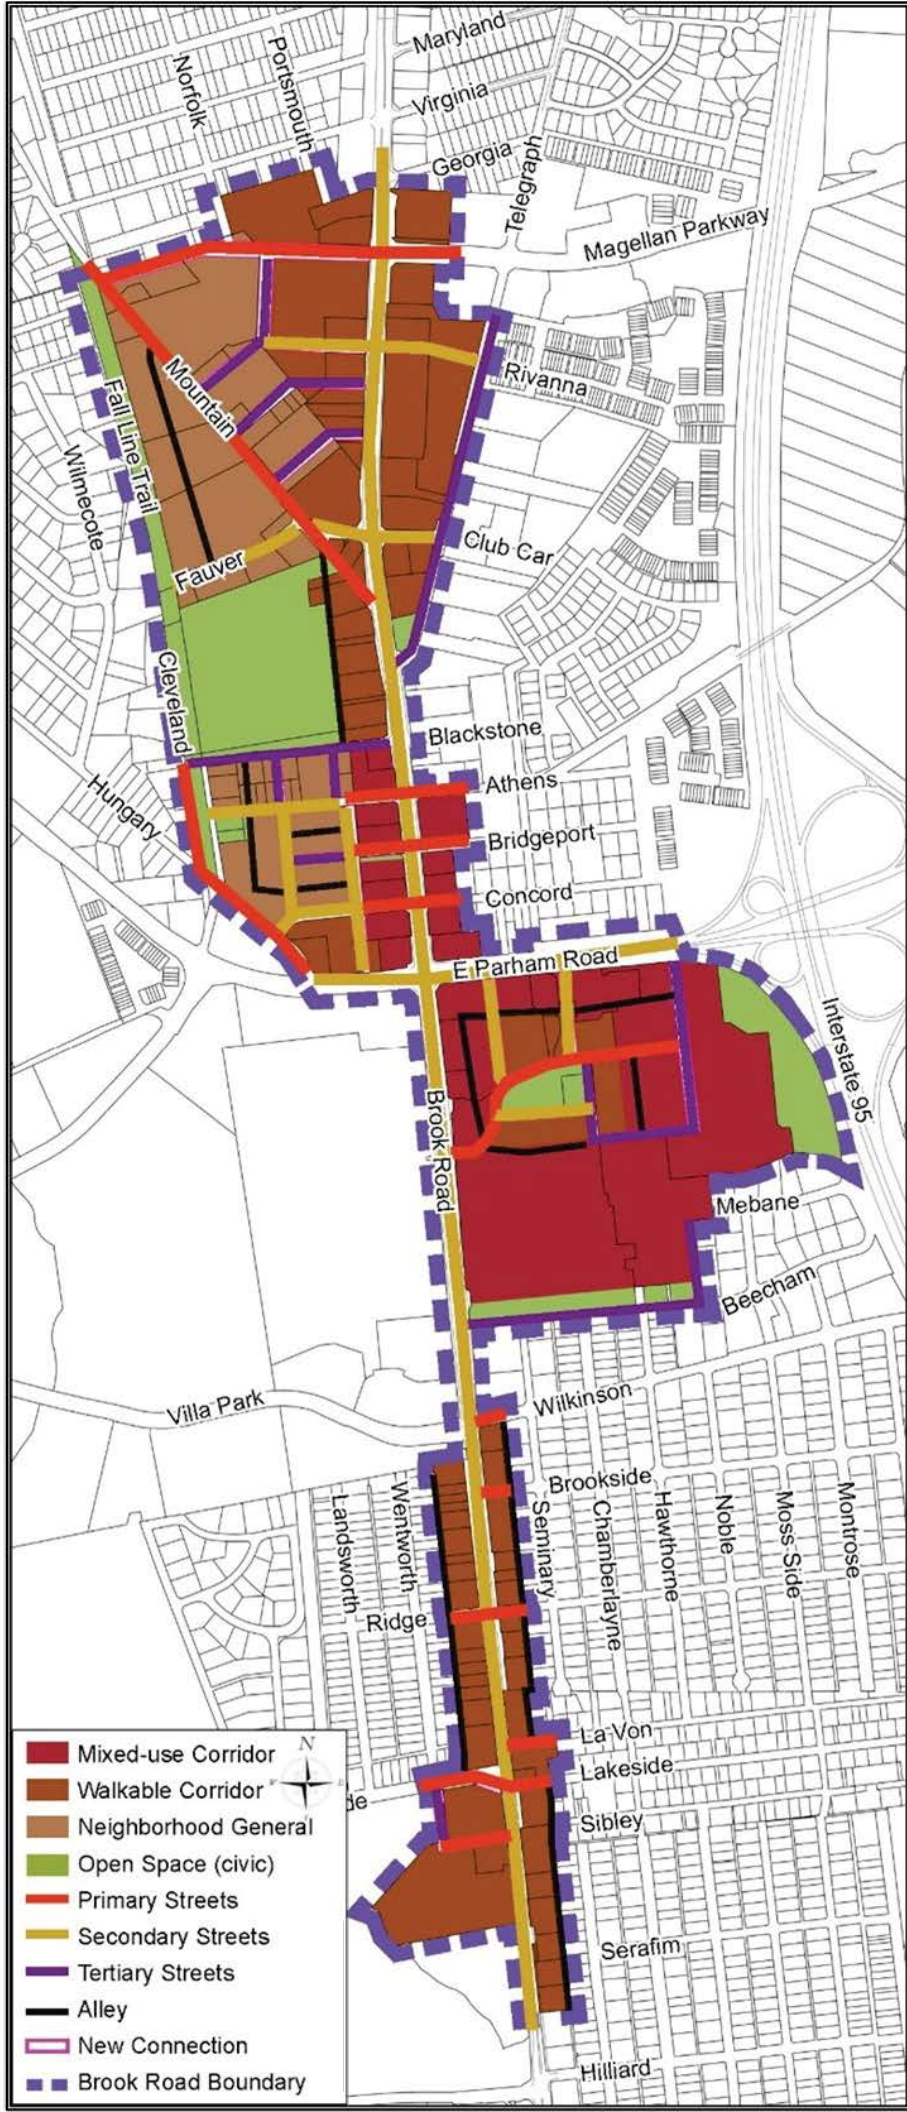 Maryland
Norfolk
Portsmouth
Virginia
Georgia
Telegraph
Magellan Parkway
Mountain
Rivanna
Fall Line Trail
Wilmecote
Club Car
Fauver
Cleveland
Blackstone
Athens
Hungary
Bridgeport
Concord
E Parham Road
Interstate 95
Brook Road
Mebane
Beecham
Villa Park
Wilkinson
Brookside
Landsworth
Wentworth
Seminary
Chamberlayne
Hawthorne
Noble
Moss Side
Montrose
Ridge
La Von
Lakeside
de
Sibley
Serafim
Hilliard
N
Mixed-use Corridor
Walkable Corridor
Neighborhood General
Open Space (civic)
Primary Streets
Secondary Streets
Tertiary Streets
Alley
New Connection
Brook Road Boundary